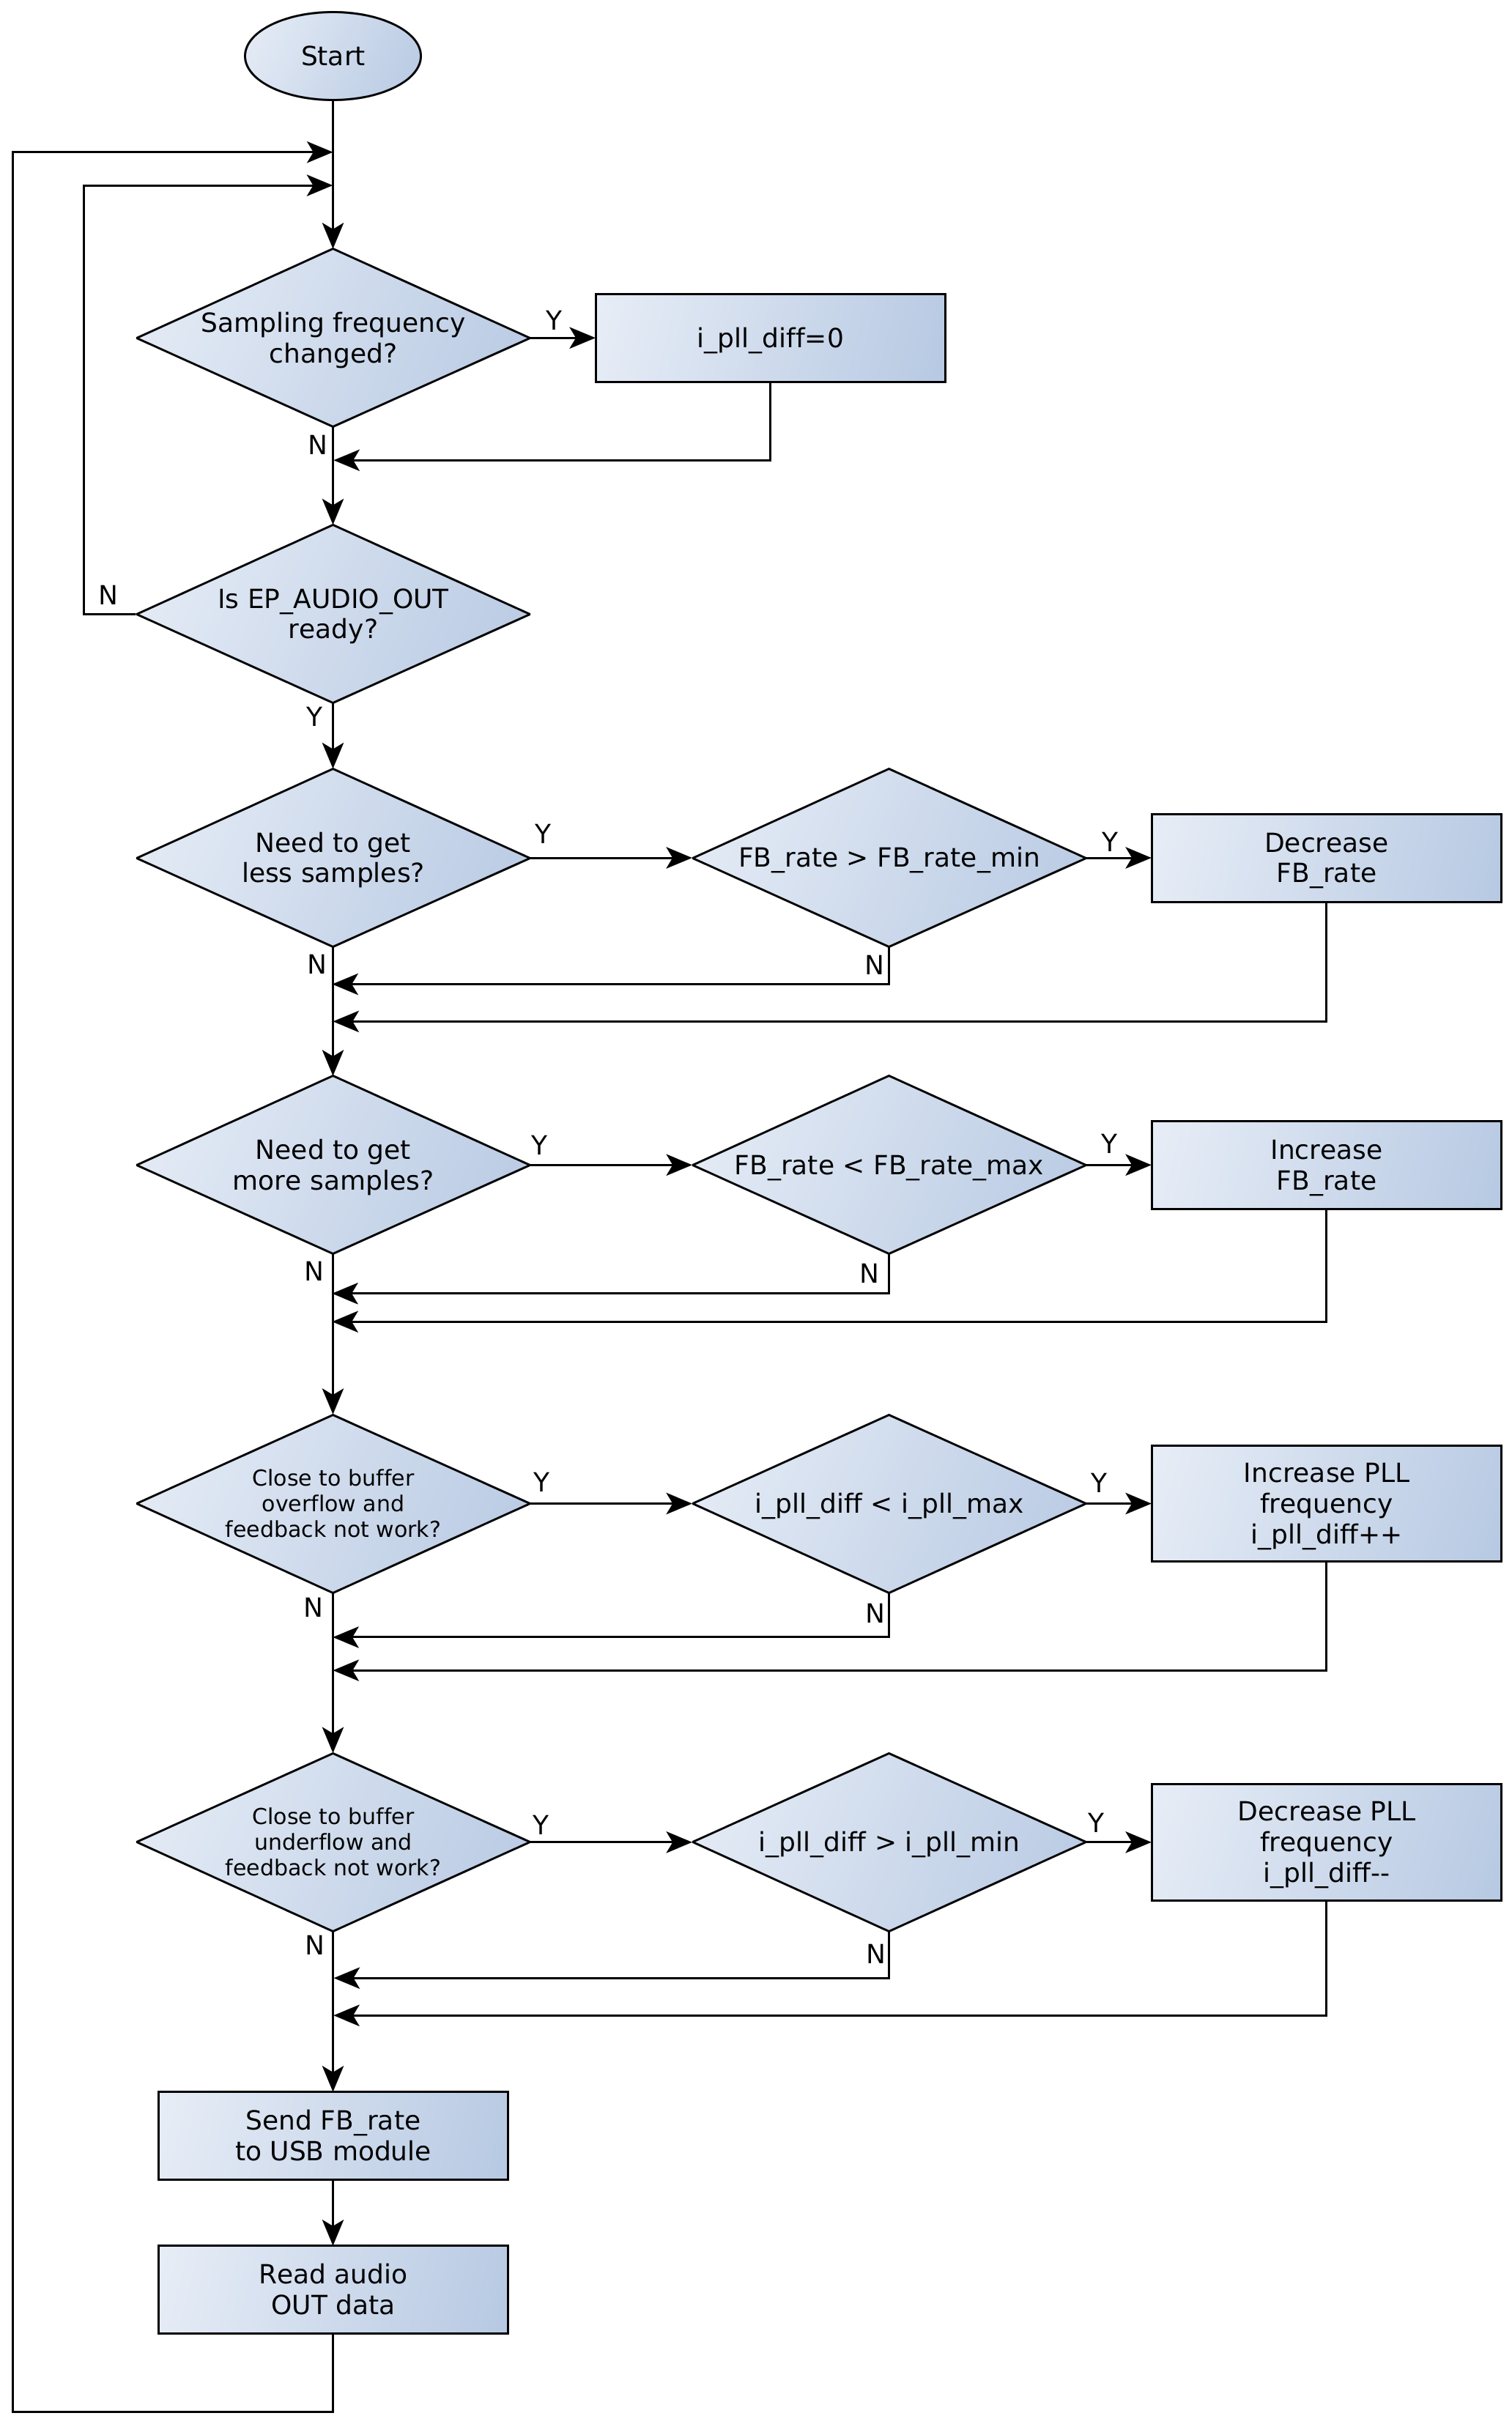 Start
Sampling frequency
changed?
Y
i_pll_diff=0
N
Is EP_AUDIO_OUT
ready?
N
Y
Need to get
less samples?
Y
FB_rate > FB_rate_min
Y
Decrease
FB_rate
N
N
Need to get
more samples?
Y
FB_rate < FB_rate_max
Y
Increase
FB_rate
N
N
Close to buffer
overflow and
feedback not work?
Y
i_pll_diff < i_pll_max
Y
Increase PLL
frequency
i_pll_diff++
N
N
Close to buffer
underflow and
feedback not work?
Y
i_pll_diff > i_pll_min
Y
Decrease PLL
frequency
i_pll_diff--
N
N
Send FB_rate
to USB module
Read audio
OUT data